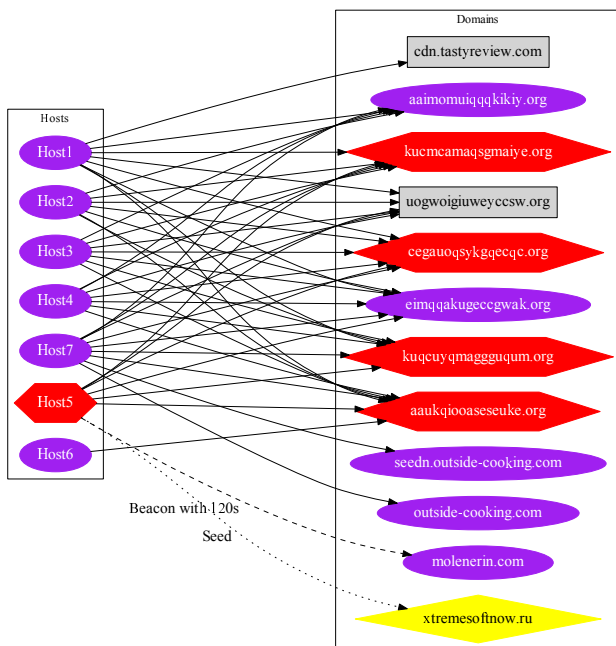 Domains
cdn.tastyreview.com
aaimomuiqqqkikiy.org
Hosts
Host1
kucmcamaqsgmaiye.org
Host2
uogwoigiuweyccsw.org
Host3
cegauoqsykgqecqc.org
Host4
eimqqakugeccgwak.org
Host7
kuqcuyqmaggguqum.org
Host5
aaukqiooaseseuke.org
Host6
seedn.outside-cooking.com
Beacon with 120s
outside-cooking.com
Seed
molenerin.com
xtremesoftnow.ru